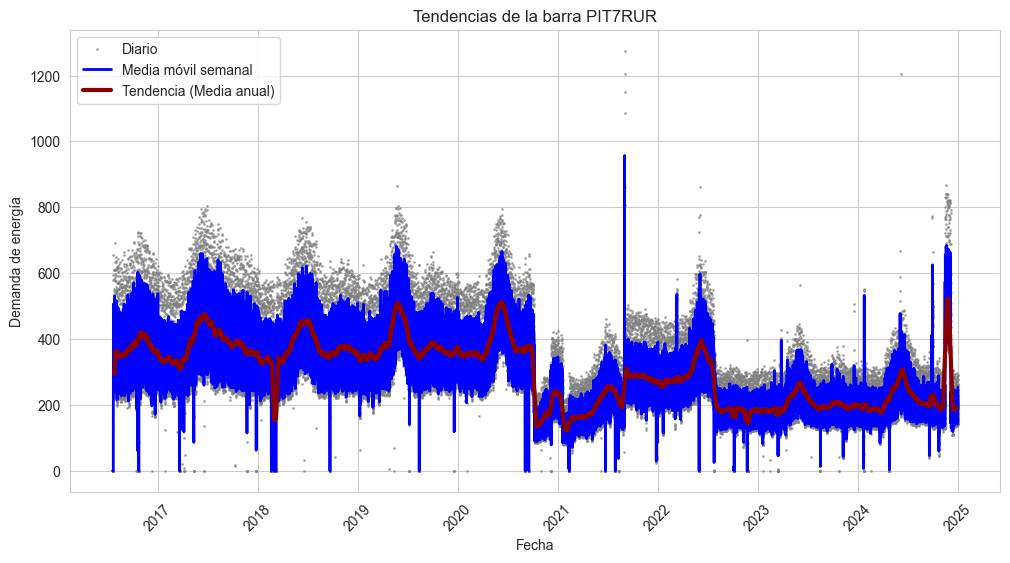 Tendencias de la barra PIT7RUR
Diario
Media móvil semanal
Tendencia (Media anual)
Demanda de energía
1200
1000
800
600
400
200
0
2017
2018
2019
2020
2021
2022
2023
2024
2025
Fecha